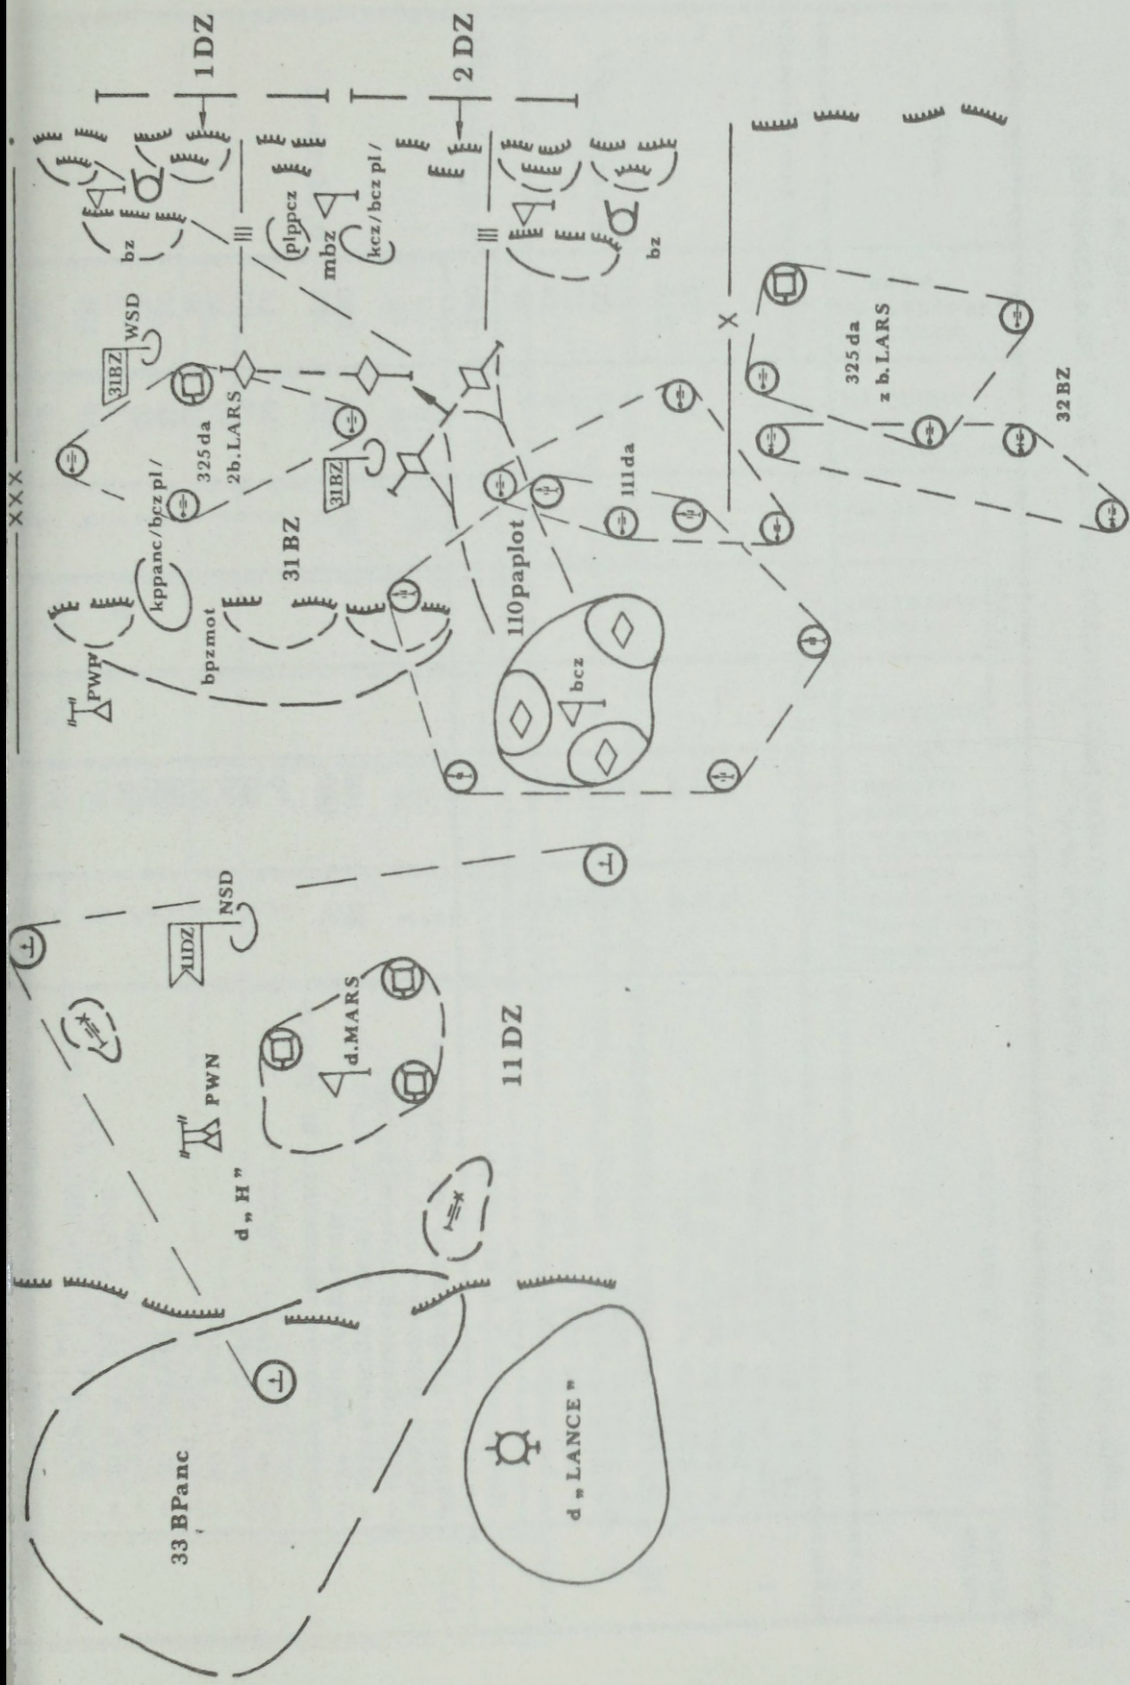 1 DZ
2 DZ
bz
plppcz
mbz
kcz/bcz pl/
bz
XXX
31BZ
WSD
325 da
2b.LARS
31BZ
kppanc/bcz pl/
31 BZ
bpzmot
"T"
PWP
X
325 da
z b.LARS
32 BZ
111da
110paplot
bcz
11DZ
NSD
d.MARS
11 DZ
PWN
d „ H ”
33 BPanc
d „ LANCE ”